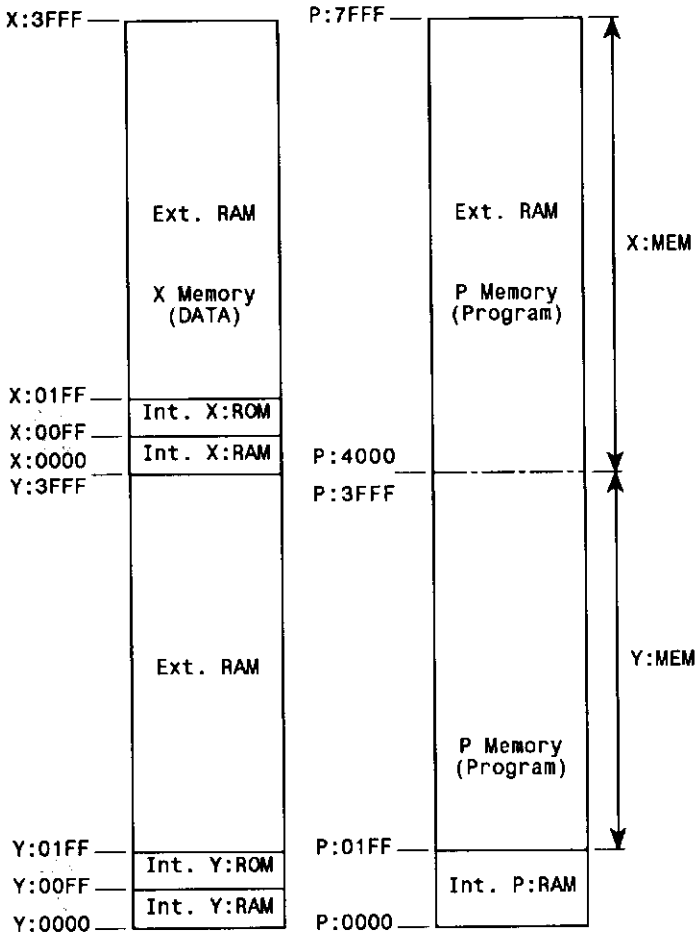 X:3FFF
Ext. RAM
X Memory
(DATA)
X:01FF
Int. X:ROM
X:00FF
Int. X:RAM
X:0000
Y:3FFF
Ext. RAM
Y:01FF
Int. Y:ROM
Y:00FF
Int. Y:RAM
Y:0000
P:7FFF
Ext. RAM
P Memory
(Program)
X:MEM
P:4000
P:3FFF
Y:MEM
P Memory
(Program)
P:01FF
Int. P:RAM
P:0000